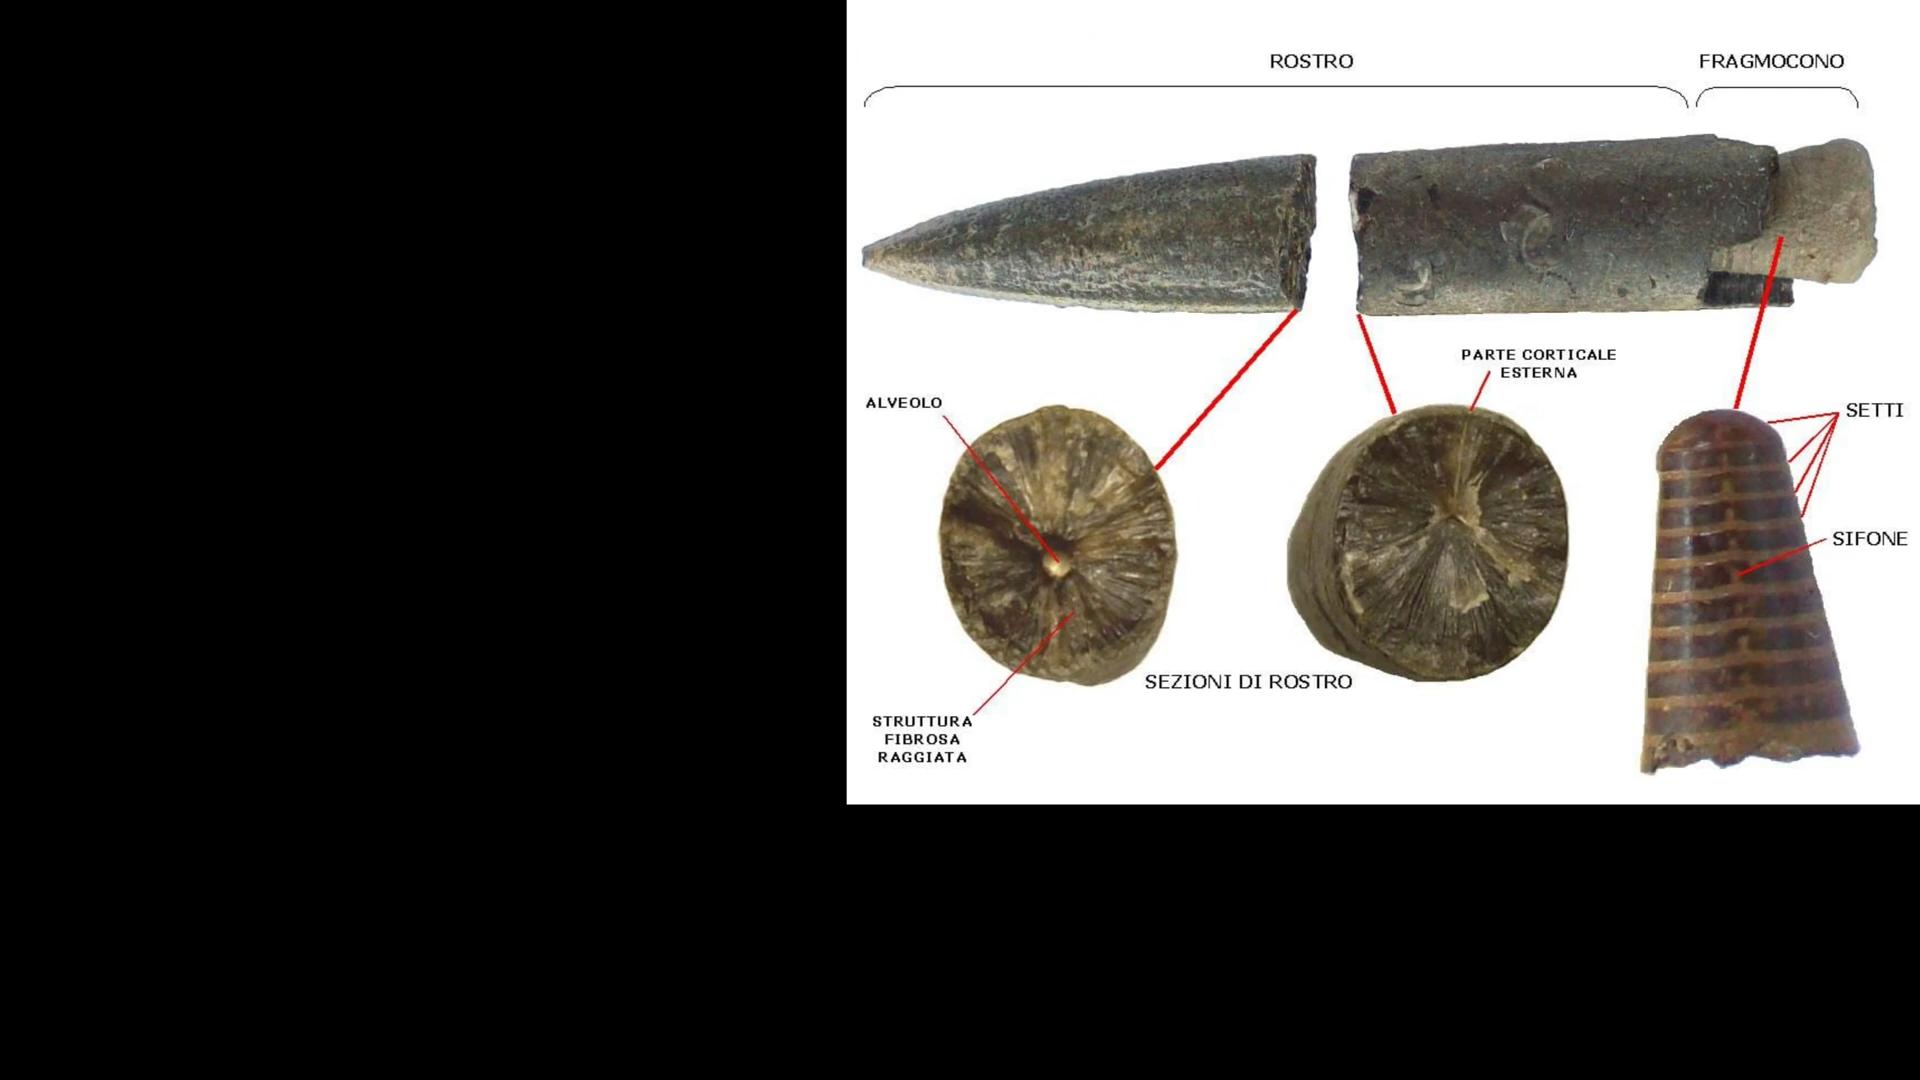 ROSTRO
FRAGMOCONO
PARTE CORTICALE
ESTERNA
ALVEOLO
SETTI
SIFONE
SEZIONI DI ROSTRO
STRUTTURA
FIBROSA
RAGGIATA